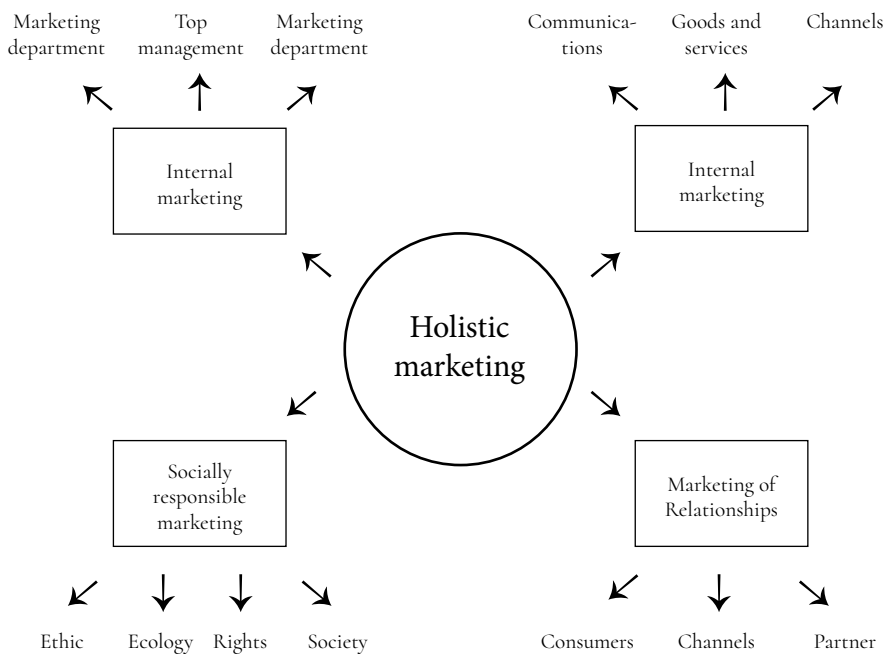 Marketing
department
Top
management
Marketing
department
Communica-
tions
Goods and
services
Channels
Internal
marketing
Internal
marketing
Holistic
marketing
Socially
responsible
marketing
Marketing of
Relationships
Ethic
Ecology
Rights
Society
Consumers
Channels
Partner